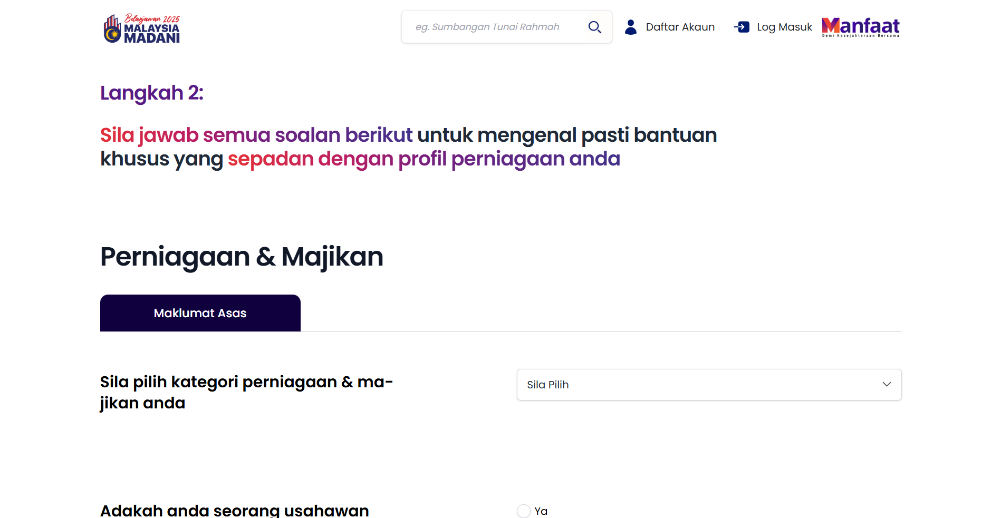 Belanjawan 2025
MALAYSIA
MADANI
eg. Sumbangan Tunai Rahmah
Daftar Akaun
Log Masuk
Manfaat
Demi Kesejahteraan Bersama
Langkah 2:
Sila jawab semua soalan berikut untuk mengenal pasti bantuan
khusus yang sepadan dengan profil perniagaan anda
Perniagaan & Majikan
Maklumat Asas
Sila pilih kategori perniagaan & ma-
jikan anda
Sila Pilih
Adakah anda seorang usahawan
Ya